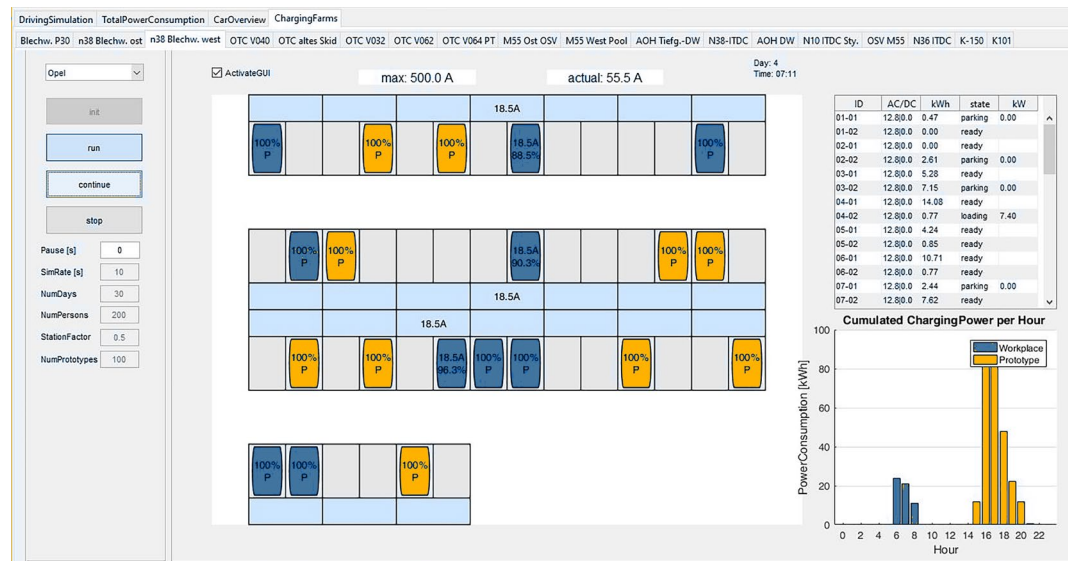 DrivingSimulation TotalPowerConsumption CarOverview ChargingFarms
Blechw. P30 n38 Blechw. ost n38 Blechw. west OTC V040 OTC altes Skid OTC V032 OTC V062 OTC V064 PT M55 Ost OSV M55 West Pool AOH Tiefg.-DW N38-ITDC AOH DW N10 ITDC Sty. OSV M55 N36 ITDC K-150 K101
Opel
init
run
continue
stop
Pause [s] 0
SimRate [s] 10
NumDays 30
NumPersons 200
StationFactor 0.5
NumPrototypes 100
ActivateGUI
max: 500.0 A
actual: 55.5 A
Day: 4
Time: 07:11
18.5A
100% 100% 100% 18.5A 100%
P P P 88.5% P
100% 100% 18.5A 100% 100%
P P 90.3% P P
18.5A
18.5A
100% 100% 18.5A 100% 100% 100% 100%
P P 96.3% P P P P
100% 100% 100%
P P P
ID AC/DC kWh state kW
01-01 12.8|0.0 0.47 parking 0.00
01-02 12.8|0.0 0.00 ready
02-01 12.8|0.0 0.00 ready
02-02 12.8|0.0 2.61 parking 0.00
03-01 12.8|0.0 5.28 ready
03-02 12.8|0.0 7.15 parking 0.00
04-01 12.8|0.0 14.08 ready
04-02 12.8|0.0 0.77 loading 7.40
05-01 12.8|0.0 4.24 ready
05-02 12.8|0.0 0.85 ready
06-01 12.8|0.0 10.71 ready
06-02 12.8|0.0 0.77 ready
07-01 12.8|0.0 2.44 parking 0.00
07-02 12.8|0.0 7.62 ready
Cumulated ChargingPower per Hour
Workplace
Prototype
PowerConsumption [kWh]
100
80
60
40
20
0
0 2 4 6 8 10 12 14 16 18 20 22
Hour